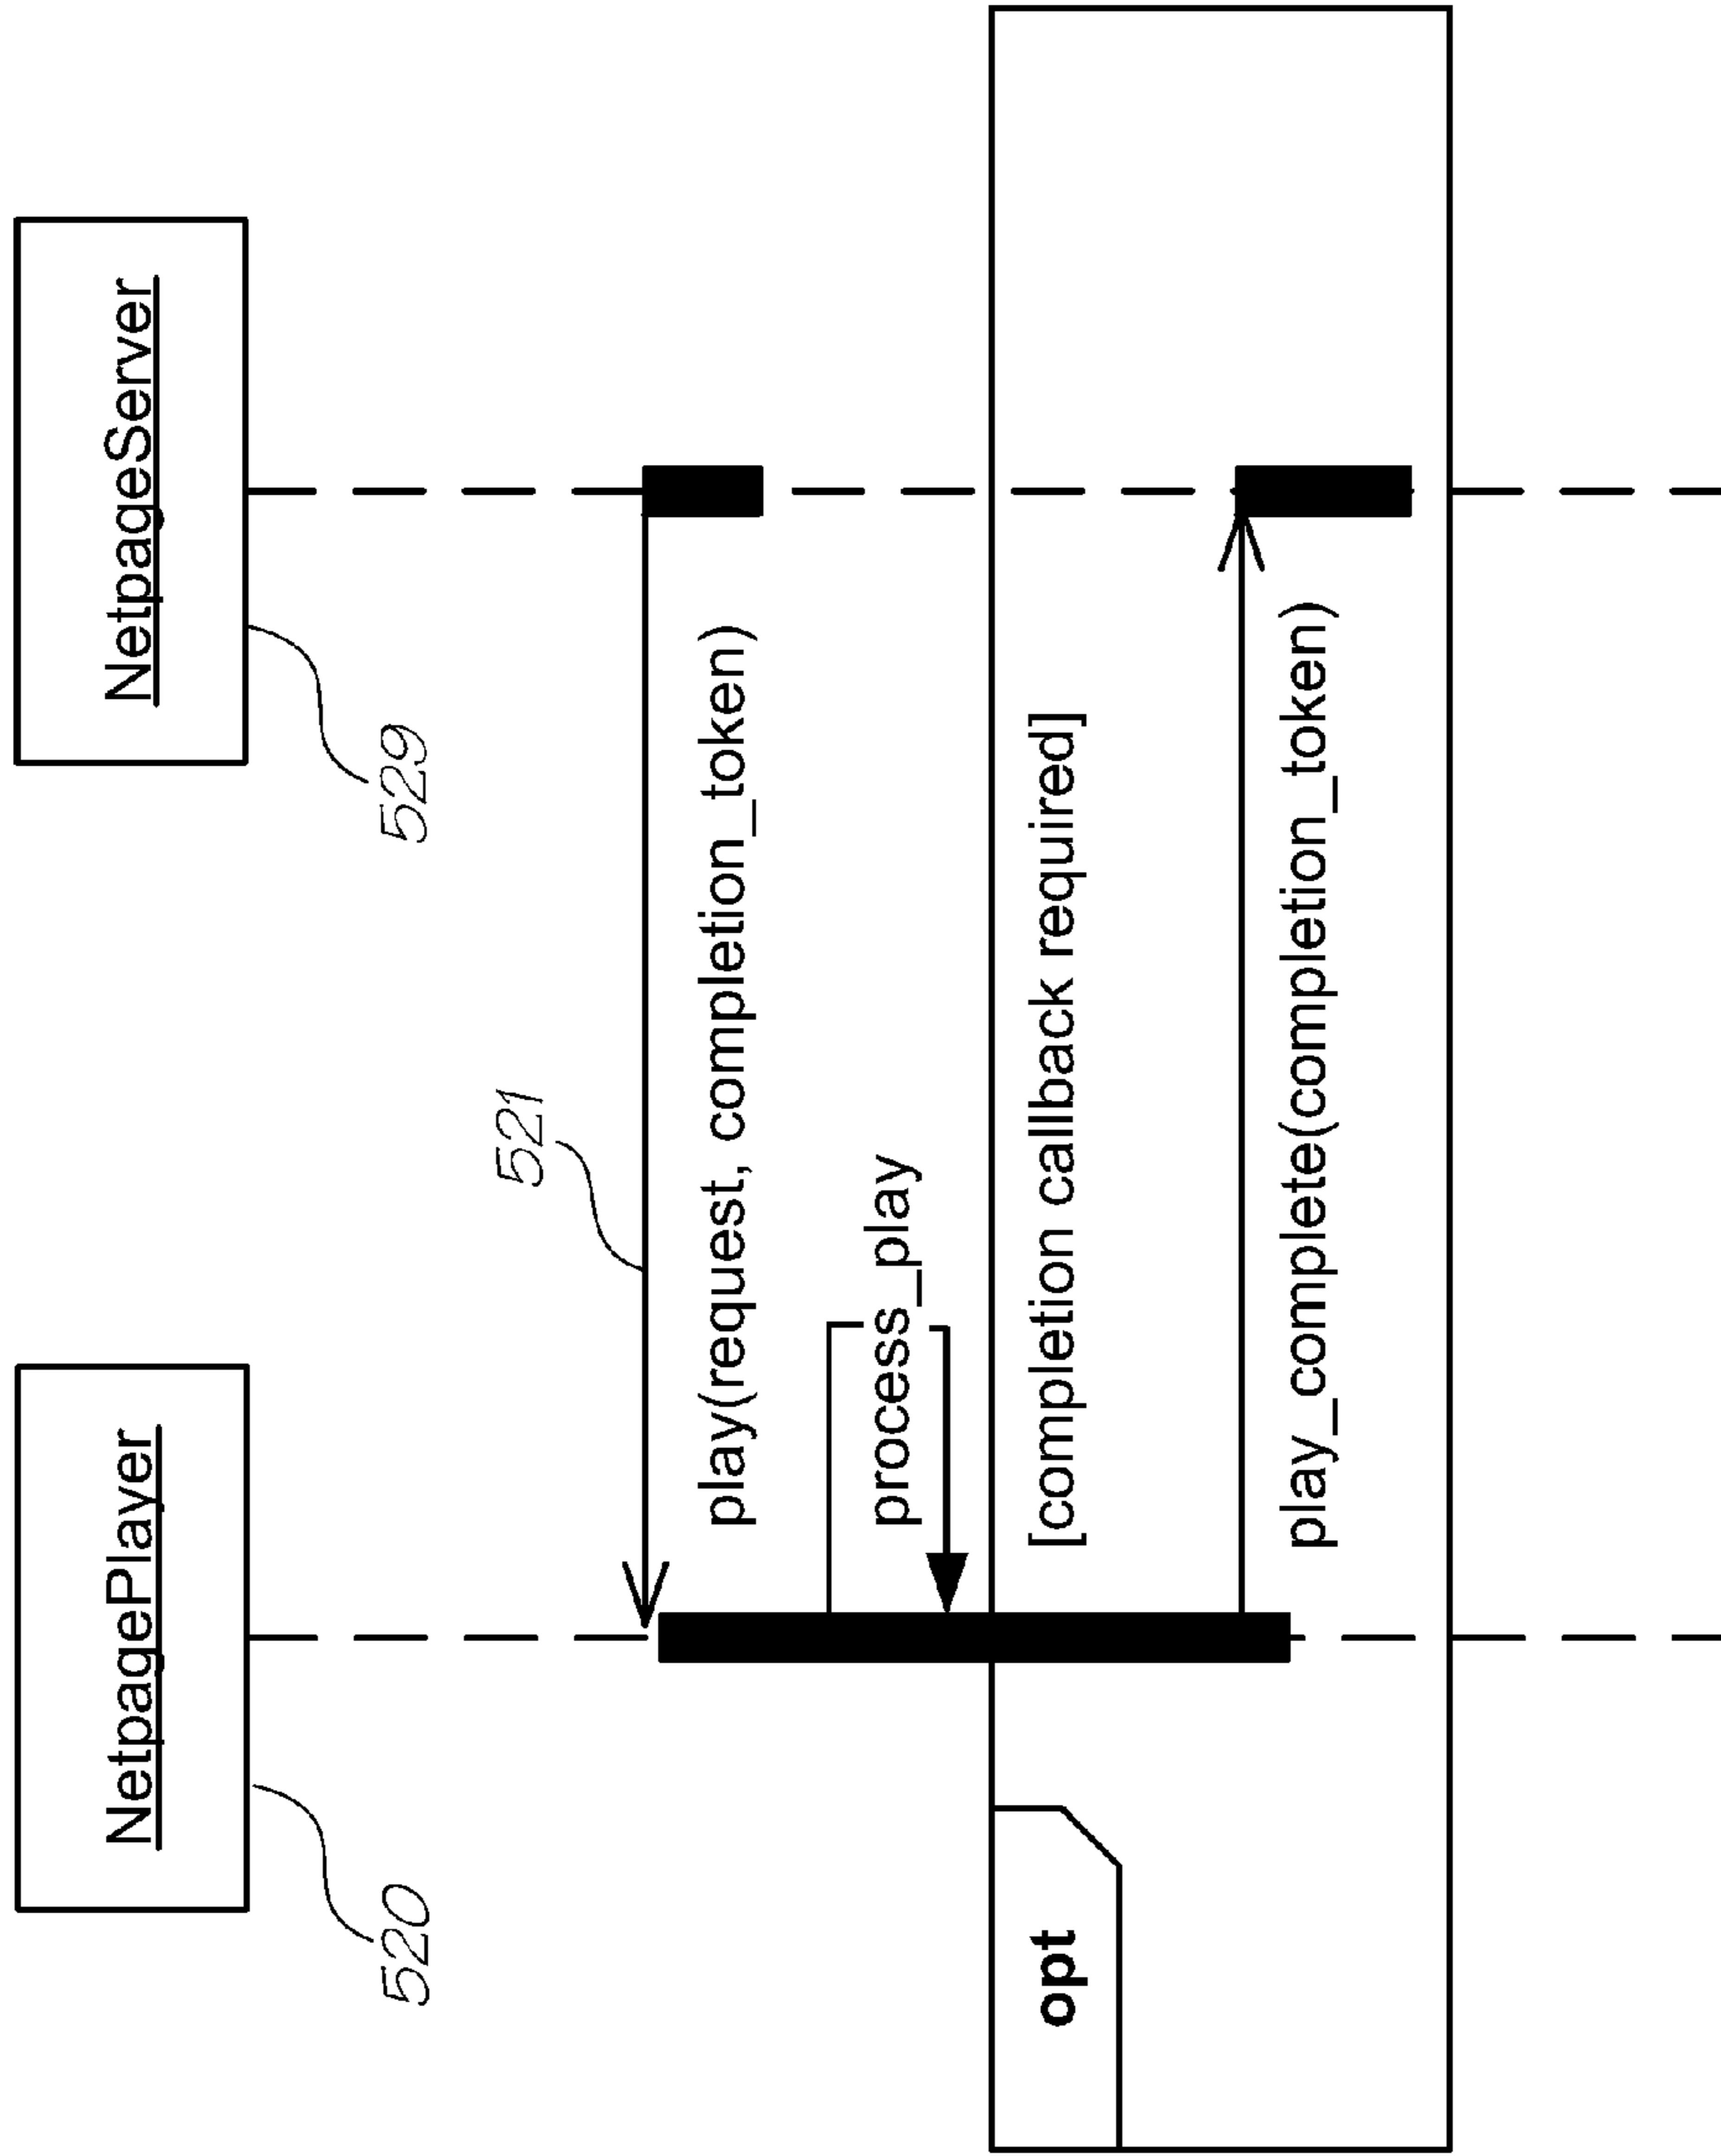 NetpagePlayer
NetpageServer
520
529
521
play(request, completion_token)
process_play
opt
[completion callback required]
play_complete(completion_token)